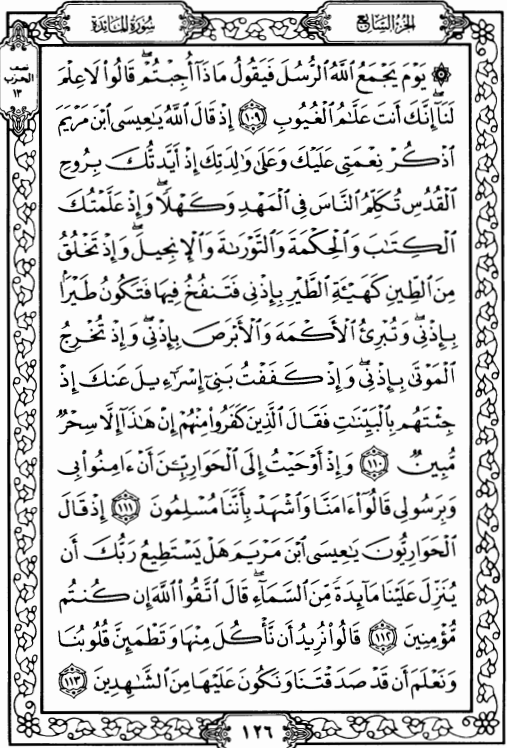 الجزء السابع
سورة المائدة
نصف
الحزب
١٣
۞ يَوْمَ يَجْمَعُ ٱللَّهُ ٱلرُّسُلَ فَيَقُولُ مَاذَآ أُجِبْتُمْ ۖ قَالُوا۟ لَا عِلْمَ
لَنَآ ۖ إِنَّكَ أَنتَ عَلَّـٰمُ ٱلْغُيُوبِ ١٠٩ إِذْ قَالَ ٱللَّهُ يَـٰعِيسَى ٱبْنَ مَرْيَمَ
ٱذْكُرْ نِعْمَتِى عَلَيْكَ وَعَلَىٰ وَٰلِدَتِكَ إِذْ أَيَّدتُّكَ بِرُوحِ
ٱلْقُدُسِ تُكَلِّمُ ٱلنَّاسَ فِى ٱلْمَهْدِ وَكَهْلًا ۖ وَإِذْ عَلَّمْتُكَ
ٱلْكِتَـٰبَ وَٱلْحِكْمَةَ وَٱلتَّوْرَىٰةَ وَٱلْإِنجِيلَ ۖ وَإِذْ تَخْلُقُ
مِنَ ٱلطِّينِ كَهَيْـَٔةِ ٱلطَّيْرِ بِإِذْنِى فَتَنفُخُ فِيهَا فَتَكُونُ طَيْرًۢا
بِإِذْنِى ۖ وَتُبْرِئُ ٱلْأَكْمَهَ وَٱلْأَبْرَصَ بِإِذْنِى ۖ وَإِذْ تُخْرِجُ
ٱلْمَوْتَىٰ بِإِذْنِى ۖ وَإِذْ كَفَفْتُ بَنِىٓ إِسْرَٰٓءِيلَ عَنكَ إِذْ
جِئْتَهُم بِٱلْبَيِّنَـٰتِ فَقَالَ ٱلَّذِينَ كَفَرُوا۟ مِنْهُمْ إِنْ هَـٰذَآ إِلَّا سِحْرٌ
مُّبِينٌ ١١٠ وَإِذْ أَوْحَيْتُ إِلَى ٱلْحَوَارِيِّـۧنَ أَنْ ءَامِنُوا۟ بِى
وَبِرَسُولِى قَالُوٓا۟ ءَامَنَّا وَٱشْهَدْ بِأَنَّنَا مُسْلِمُونَ ١١١ إِذْ قَالَ
ٱلْحَوَارِيُّونَ يَـٰعِيسَى ٱبْنَ مَرْيَمَ هَلْ يَسْتَطِيعُ رَبُّكَ أَن
يُنَزِّلَ عَلَيْنَا مَآئِدَةً مِّنَ ٱلسَّمَآءِ ۖ قَالَ ٱتَّقُوا۟ ٱللَّهَ إِن كُنتُم
مُّؤْمِنِينَ ١١٢ قَالُوا۟ نُرِيدُ أَن نَّأْكُلَ مِنْهَا وَتَطْمَئِنَّ قُلُوبُنَا
وَنَعْلَمَ أَن قَدْ صَدَقْتَنَا وَنَكُونَ عَلَيْهَا مِنَ ٱلشَّـٰهِدِينَ ١١٣
١٢٦